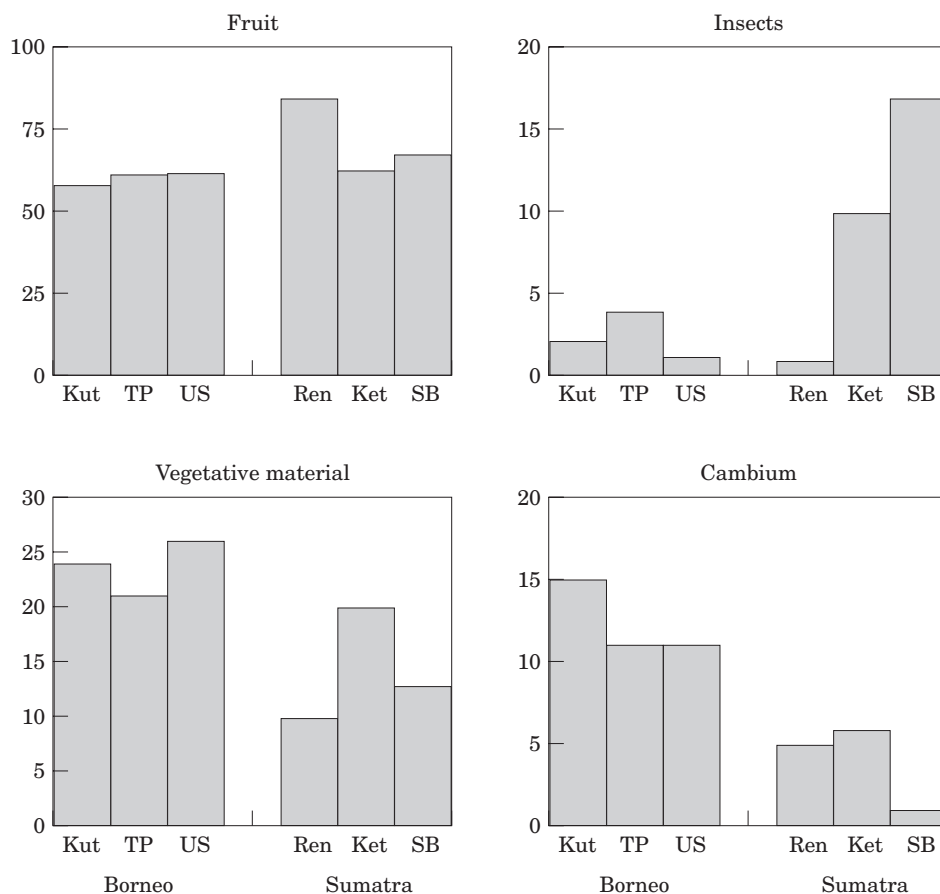 Fruit
100
75
50
25
0
Kut TP US Ren Ket SB
Insects
20
15
10
5
0
Kut TP US Ren Ket SB
Vegetative material
30
25
20
15
10
5
0
Kut TP US Ren Ket SB
Borneo Sumatra
Cambium
20
15
10
5
0
Kut TP US Ren Ket SB
Borneo Sumatra